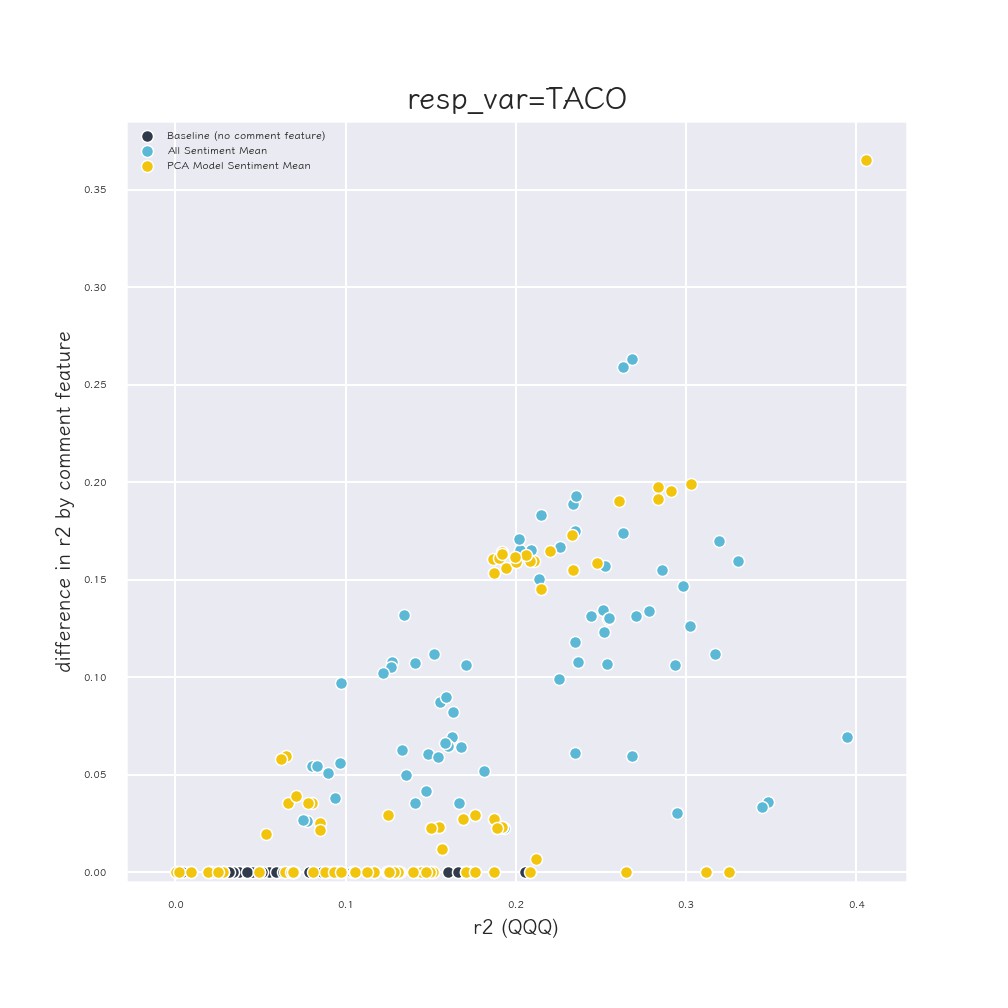 resp_var=TACO
Baseline (no comment feature)
All Sentiment Mean
PCA Model Sentiment Mean
difference in r2 by comment feature
0.35
0.30
0.25
0.20
0.15
0.10
0.05
0.00
0.0 0.1 0.2 0.3 0.4
r2 (QQQ)